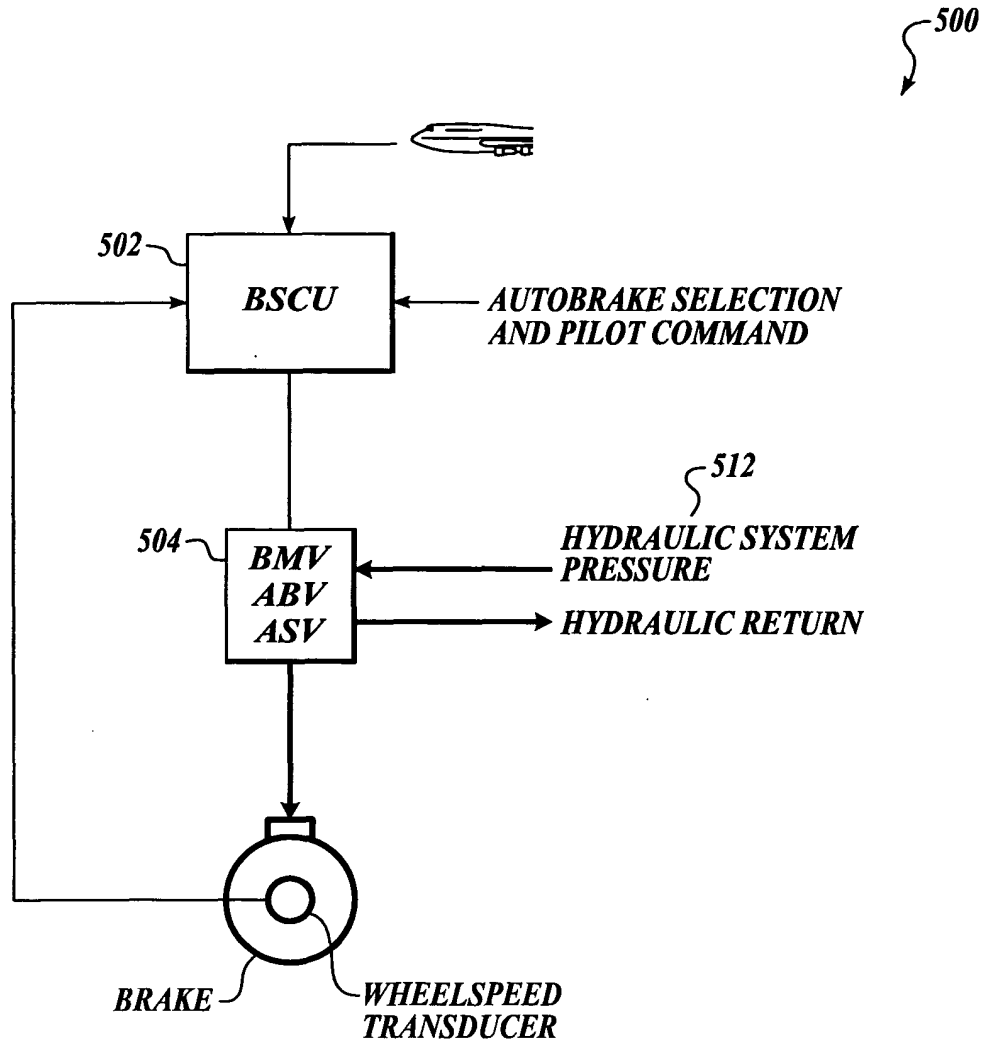 500
502
BSCU
AUTOBRAKE SELECTION
AND PILOT COMMAND
512
504
BMV
ABV
ASV
HYDRAULIC SYSTEM
PRESSURE
HYDRAULIC RETURN
BRAKE
WHEELSPEED
TRANSDUCER